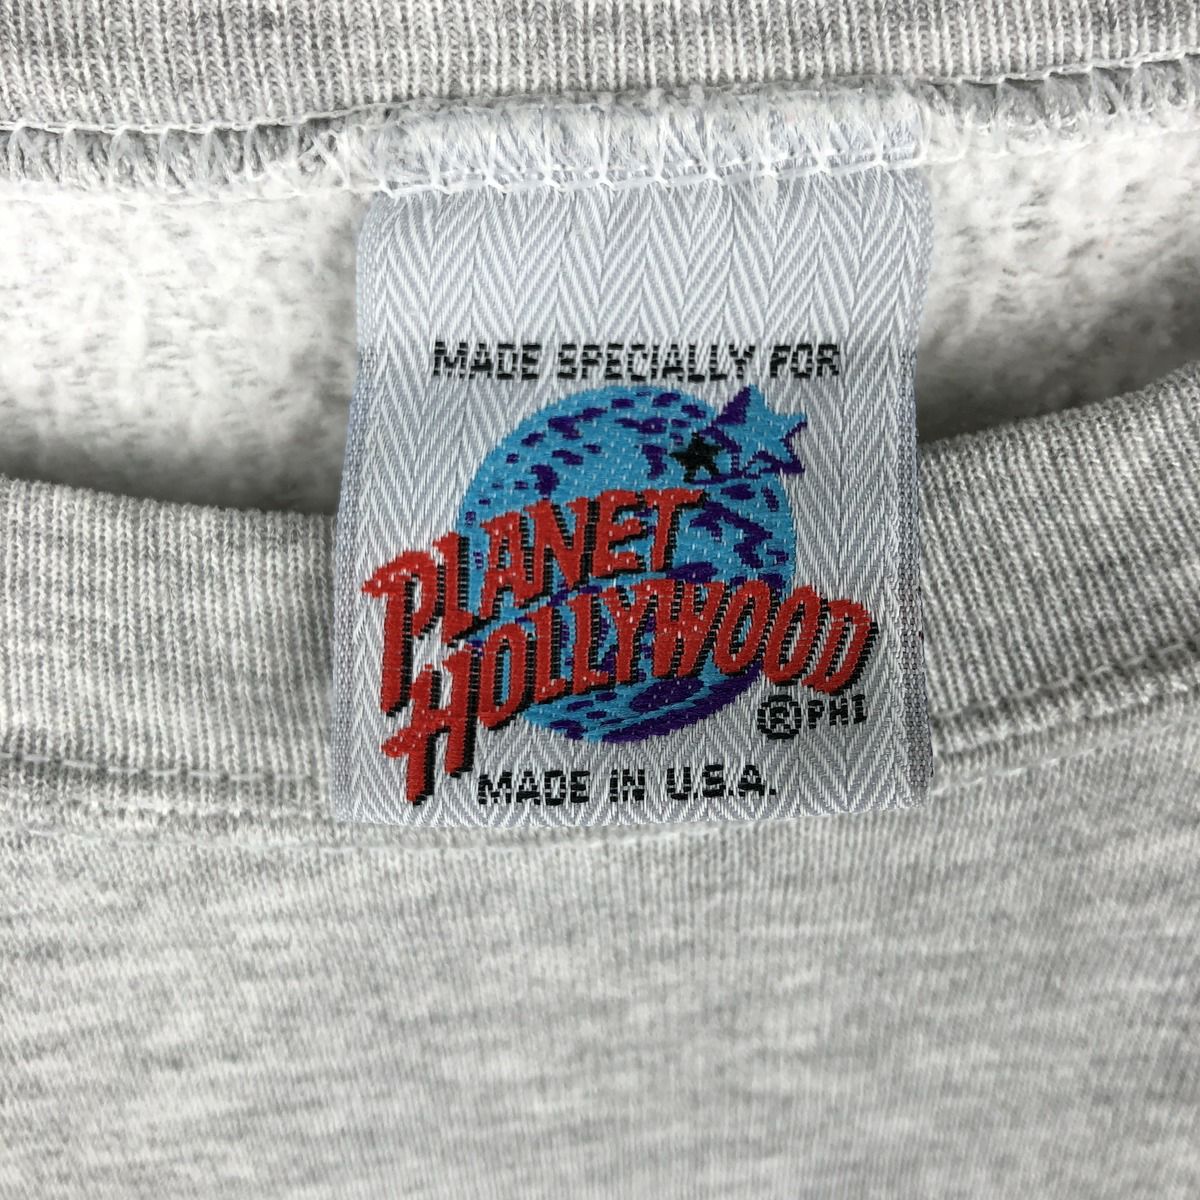 MADE SPECIALLY FOR
PLANET
HOLLYWOOD
® PHI
MADE IN U.S.A.